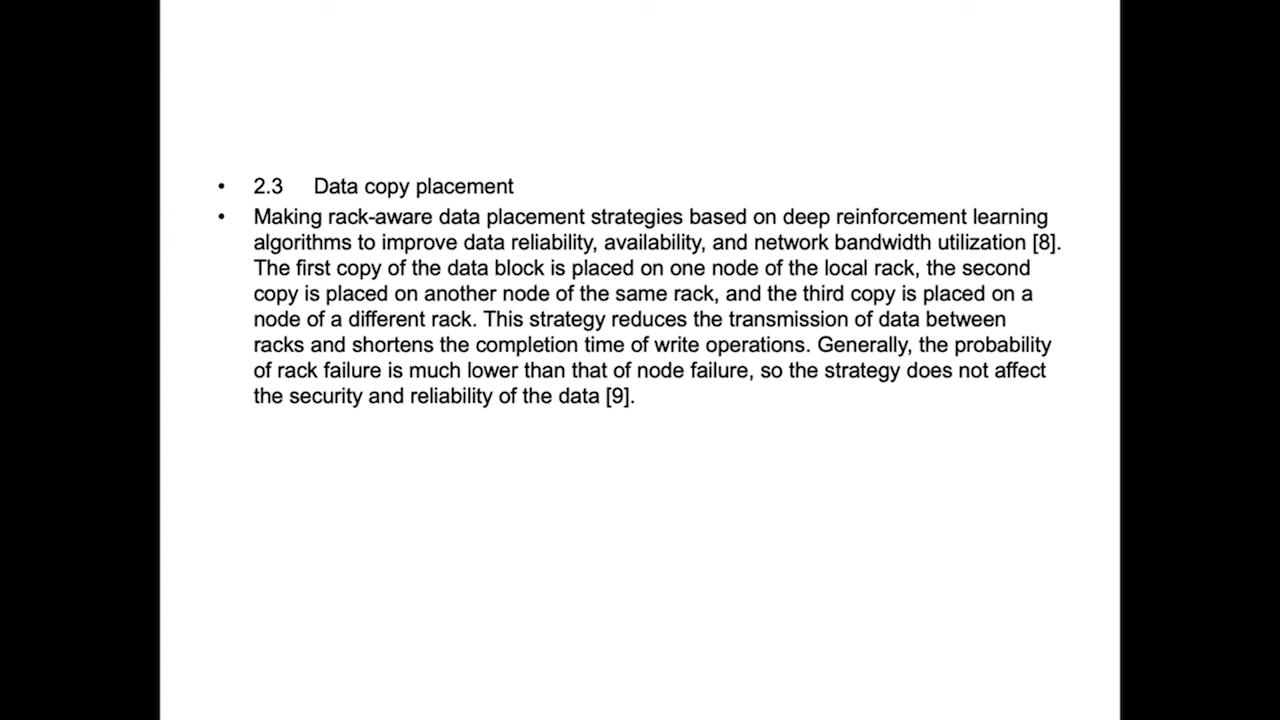 • 2.3 Data copy placement
• Making rack-aware data placement strategies based on deep reinforcement learning
algorithms to improve data reliability, availability, and network bandwidth utilization [8].
The first copy of the data block is placed on one node of the local rack, the second
copy is placed on another node of the same rack, and the third copy is placed on a
node of a different rack. This strategy reduces the transmission of data between
racks and shortens the completion time of write operations. Generally, the probability
of rack failure is much lower than that of node failure, so the strategy does not affect
the security and reliability of the data [9].